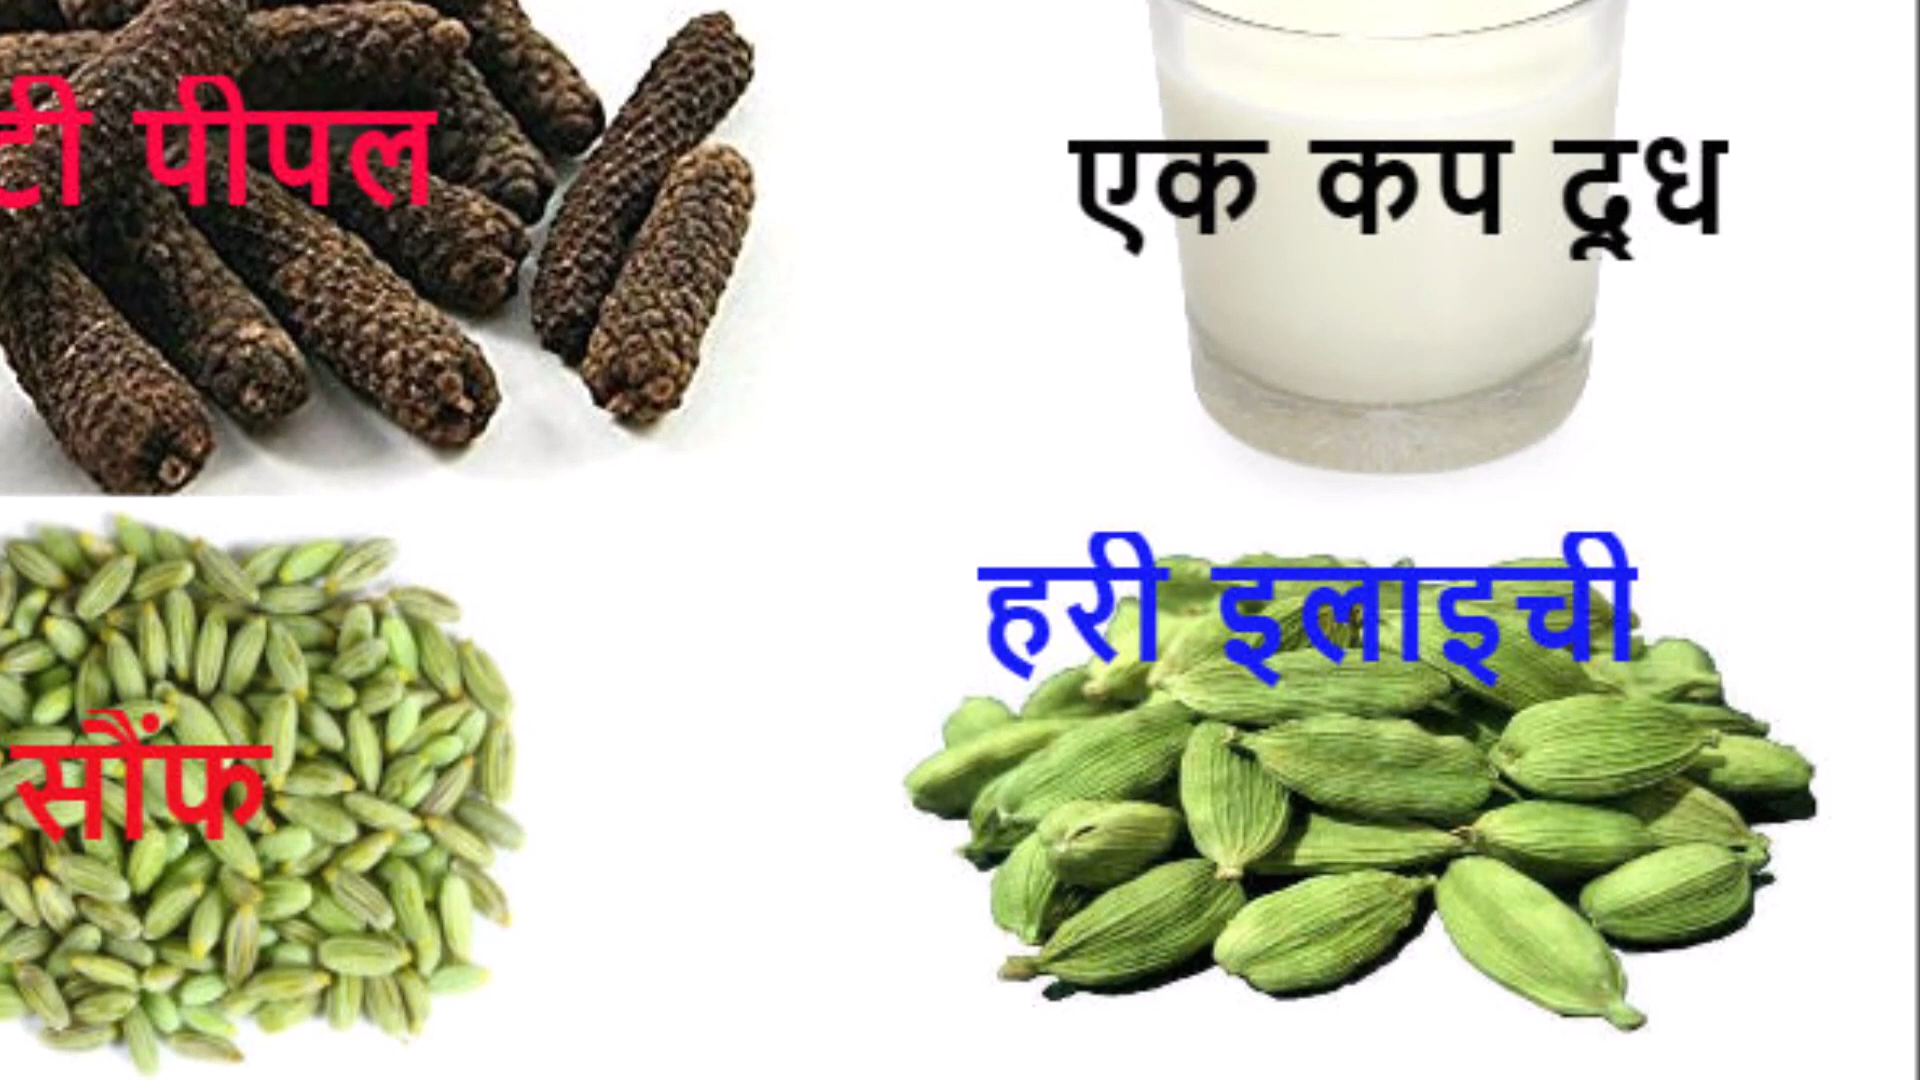 पीपल
एक कप दूध
हरी इलाइची
सौंफ